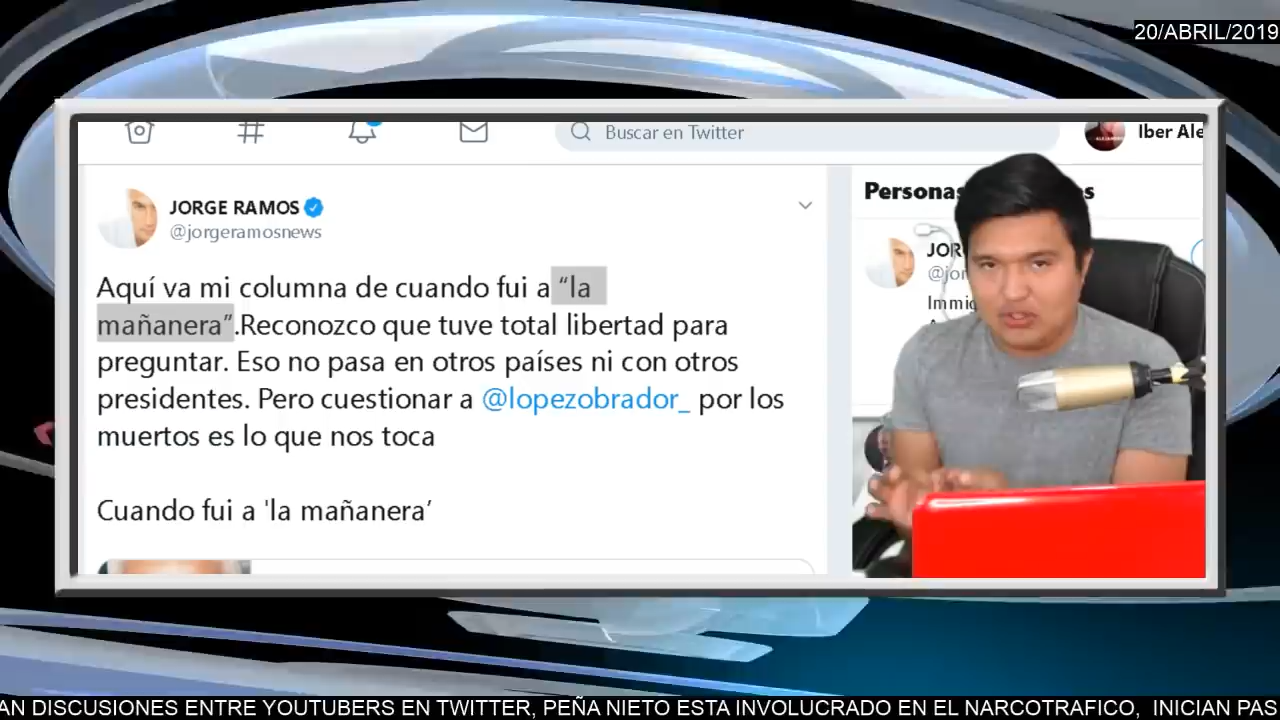 20/ABRIL/2019
Buscar en Twitter
Iber Ale
JORGE RAMOS
@jorgeramosnews
Aquí va mi columna de cuando fui a “la
mañanera”.Reconozco que tuve total libertad para
preguntar. Eso no pasa en otros países ni con otros
presidentes. Pero cuestionar a @lopezobrador_ por los
muertos es lo que nos toca
Cuando fui a 'la mañanera’
Personas
s
JOR
@jor
Immig
AN DISCUSIONES ENTRE YOUTUBERS EN TWITTER, PEÑA NIETO ESTA INVOLUCRADO EN EL NARCOTRAFICO, INICIAN PAS